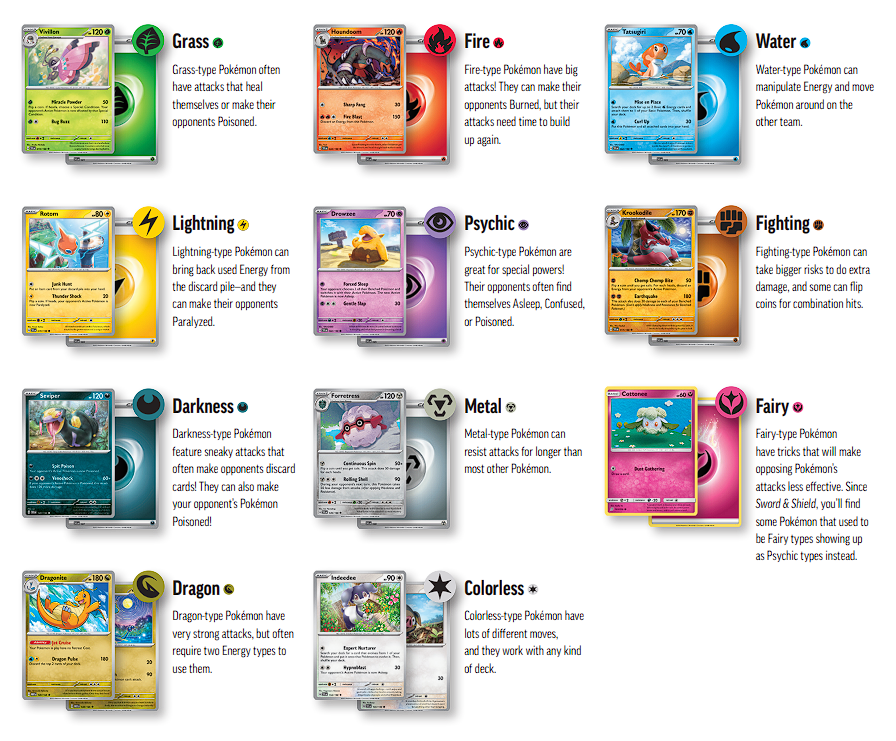 Vivillon 120
Miracle Powder 50
Bug Buzz 110
Grass
Grass-type Pokémon often
have attacks that heal
themselves or make their
opponents Poisoned.
Houndoom 120
Sharp Fang 30
Fire Blast 150
Fire
Fire-type Pokémon have big
attacks! They can make their
opponents Burned, but their
attacks need time to build
up again.
Tatsugiri 70
Mise en Place
Curl Up 30
Water
Water-type Pokémon can
manipulate Energy and move
Pokémon around on the
other team.
Rotom 80
Junk Hunt
Thunder Shock 20
Lightning
Lightning-type Pokémon can
bring back used Energy from
the discard pile—and they
can make their opponents
Paralyzed.
Drowzee 70
Forced Sleep
Gentle Slap 30
Psychic
Psychic-type Pokémon are
great for special powers!
Their opponents often find
themselves Asleep, Confused,
or Poisoned.
Krookodile 170
Chomp Chomp Bite 50
Earthquake 180
Fighting
Fighting-type Pokémon can
take bigger risks to do extra
damage, and some can flip
coins for combination hits.
Seviper 120
Spit Poison
Venoshock 60+
Darkness
Darkness-type Pokémon
feature sneaky attacks that
often make opponents discard
cards! They can also make
your opponent's Pokémon
Poisoned!
Forretress 120
Continuous Spin 50+
Rolling Shell 90
Metal
Metal-type Pokémon can
resist attacks for longer than
most other Pokémon.
Cottonee 60
Dust Gathering
Fairy
Fairy-type Pokémon
have tricks that will make
opposing Pokémon's
attacks less effective. Since
Sword & Shield, you'll find
some Pokémon that used to
be Fairy types showing up
as Psychic types instead.
Dragonite 180
Jet Cruise
Dragon Pulse 180
20
90
Dragon
Dragon-type Pokémon have
very strong attacks, but often
require two Energy types to
use them.
Indeedee 90
Expert Nurturer
Hypnoblast 30
30
Colorless
Colorless-type Pokémon have
lots of different moves,
and they work with any kind
of deck.